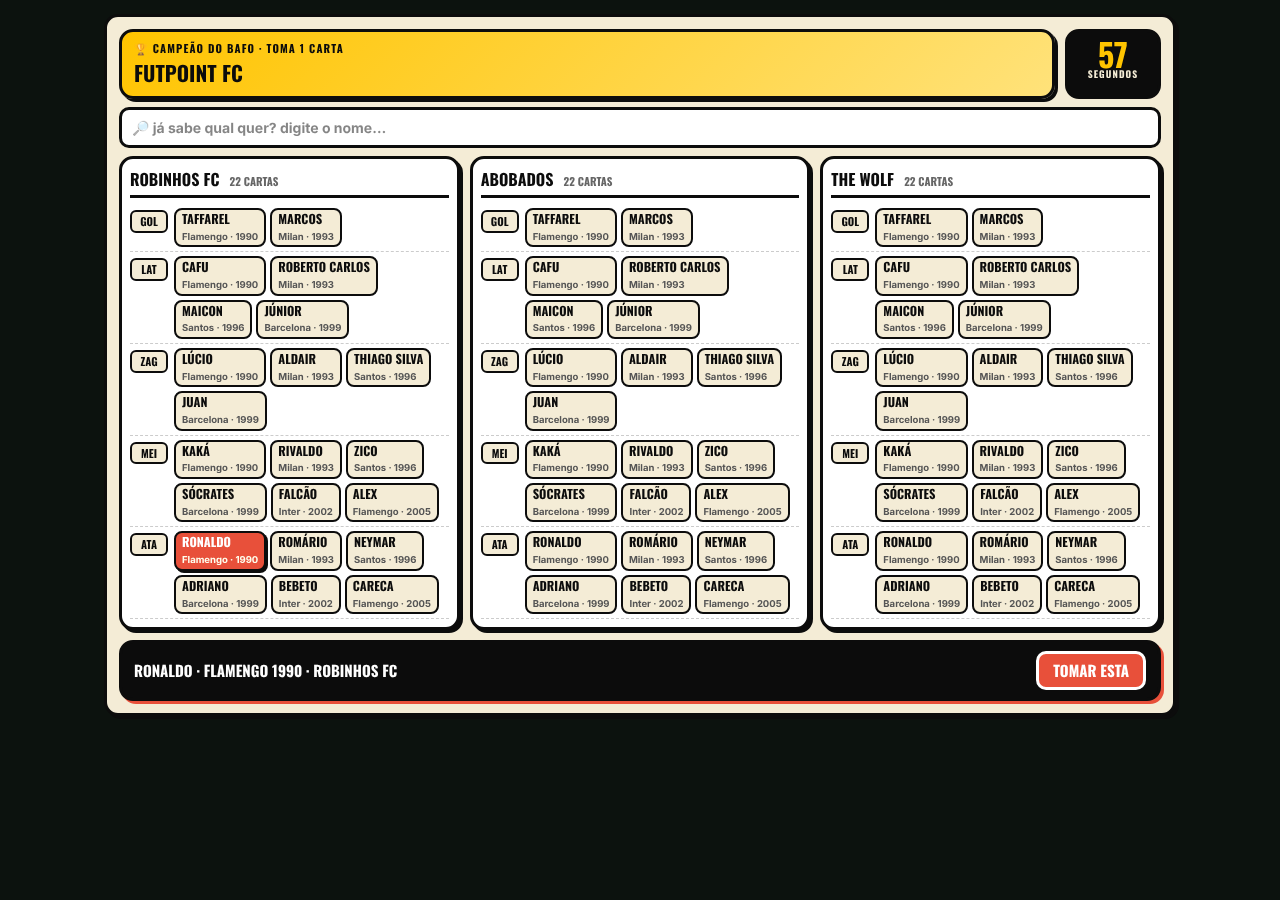 🏆 CAMPEÃO DO BAFO · TOMA 1 CARTA
FUTPOINT FC
57
SEGUNDOS
🔎 já sabe qual quer? digite o nome...
ROBINHOS FC 22 CARTAS
GOL
TAFFAREL MARCOS
Flamengo · 1990 Milan · 1993
LAT
CAFU ROBERTO CARLOS
Flamengo · 1990 Milan · 1993
MAICON JÚNIOR
Santos · 1996 Barcelona · 1999
ZAG
LÚCIO ALDAIR THIAGO SILVA
Flamengo · 1990 Milan · 1993 Santos · 1996
JUAN
Barcelona · 1999
MEI
KAKÁ RIVALDO ZICO
Flamengo · 1990 Milan · 1993 Santos · 1996
SÓCRATES FALCÃO ALEX
Barcelona · 1999 Inter · 2002 Flamengo · 2005
ATA
RONALDO ROMÁRIO NEYMAR
Flamengo · 1990 Milan · 1993 Santos · 1996
ADRIANO BEBETO CARECA
Barcelona · 1999 Inter · 2002 Flamengo · 2005
ABOBADOS 22 CARTAS
GOL
TAFFAREL MARCOS
Flamengo · 1990 Milan · 1993
LAT
CAFU ROBERTO CARLOS
Flamengo · 1990 Milan · 1993
MAICON JÚNIOR
Santos · 1996 Barcelona · 1999
ZAG
LÚCIO ALDAIR THIAGO SILVA
Flamengo · 1990 Milan · 1993 Santos · 1996
JUAN
Barcelona · 1999
MEI
KAKÁ RIVALDO ZICO
Flamengo · 1990 Milan · 1993 Santos · 1996
SÓCRATES FALCÃO ALEX
Barcelona · 1999 Inter · 2002 Flamengo · 2005
ATA
RONALDO ROMÁRIO NEYMAR
Flamengo · 1990 Milan · 1993 Santos · 1996
ADRIANO BEBETO CARECA
Barcelona · 1999 Inter · 2002 Flamengo · 2005
THE WOLF 22 CARTAS
GOL
TAFFAREL MARCOS
Flamengo · 1990 Milan · 1993
LAT
CAFU ROBERTO CARLOS
Flamengo · 1990 Milan · 1993
MAICON JÚNIOR
Santos · 1996 Barcelona · 1999
ZAG
LÚCIO ALDAIR THIAGO SILVA
Flamengo · 1990 Milan · 1993 Santos · 1996
JUAN
Barcelona · 1999
MEI
KAKÁ RIVALDO ZICO
Flamengo · 1990 Milan · 1993 Santos · 1996
SÓCRATES FALCÃO ALEX
Barcelona · 1999 Inter · 2002 Flamengo · 2005
ATA
RONALDO ROMÁRIO NEYMAR
Flamengo · 1990 Milan · 1993 Santos · 1996
ADRIANO BEBETO CARECA
Barcelona · 1999 Inter · 2002 Flamengo · 2005
RONALDO · FLAMENGO 1990 · ROBINHOS FC
TOMAR ESTA